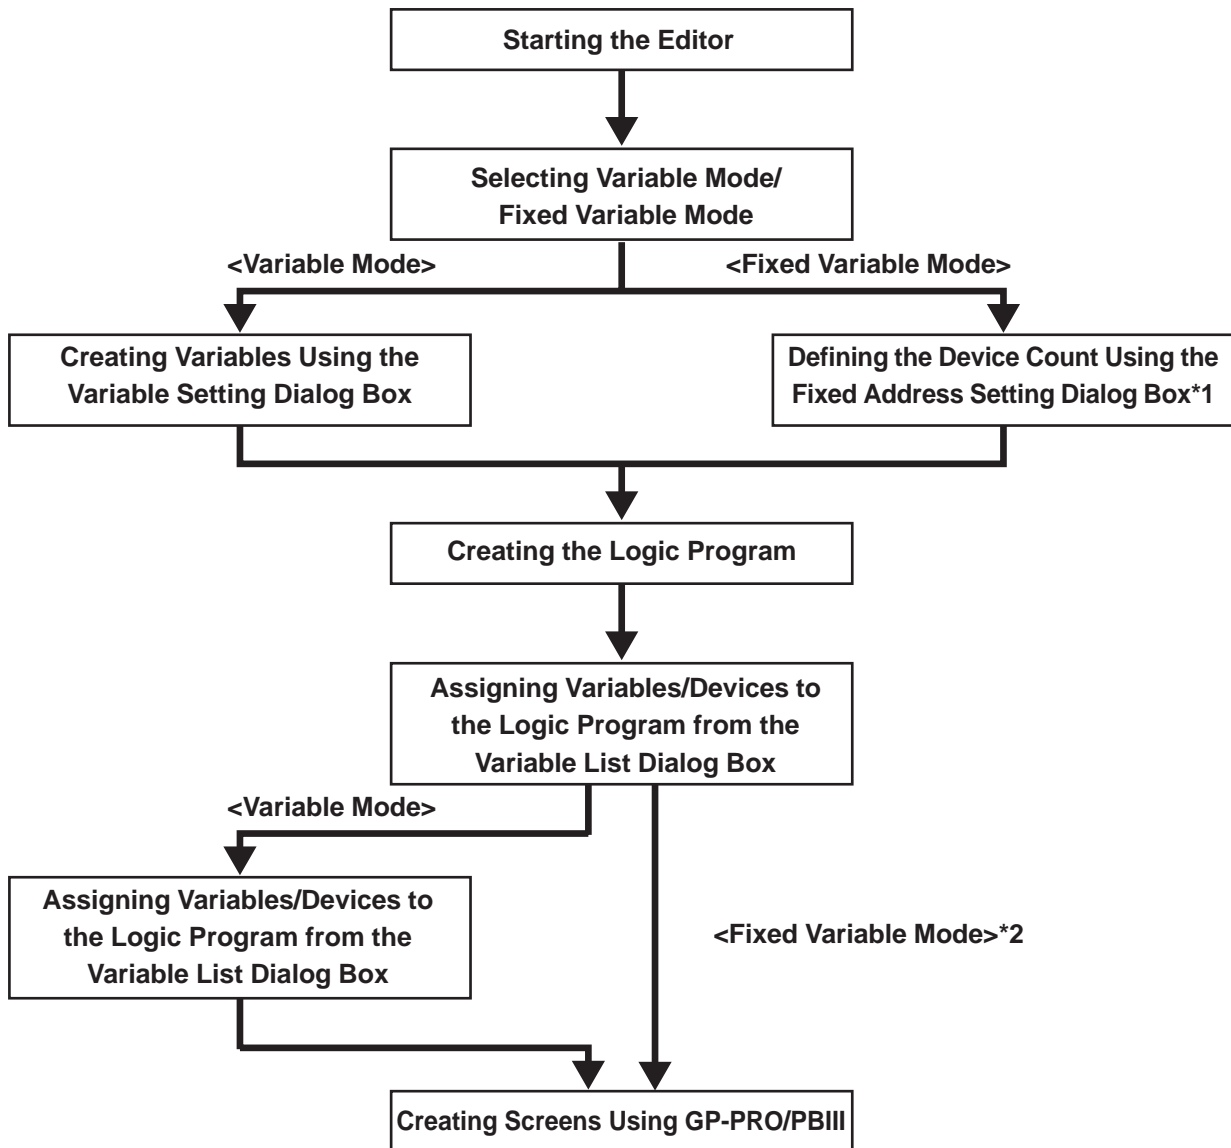 Starting the Editor
Selecting Variable Mode/
Fixed Variable Mode
<Variable Mode>
<Fixed Variable Mode>
Creating Variables Using the
Variable Setting Dialog Box
Defining the Device Count Using the
Fixed Address Setting Dialog Box*1
Creating the Logic Program
Assigning Variables/Devices to
the Logic Program from the
Variable List Dialog Box
<Variable Mode>
Assigning Variables/Devices to
the Logic Program from the
Variable List Dialog Box
<Fixed Variable Mode>*2
Creating Screens Using GP-PRO/PBIII